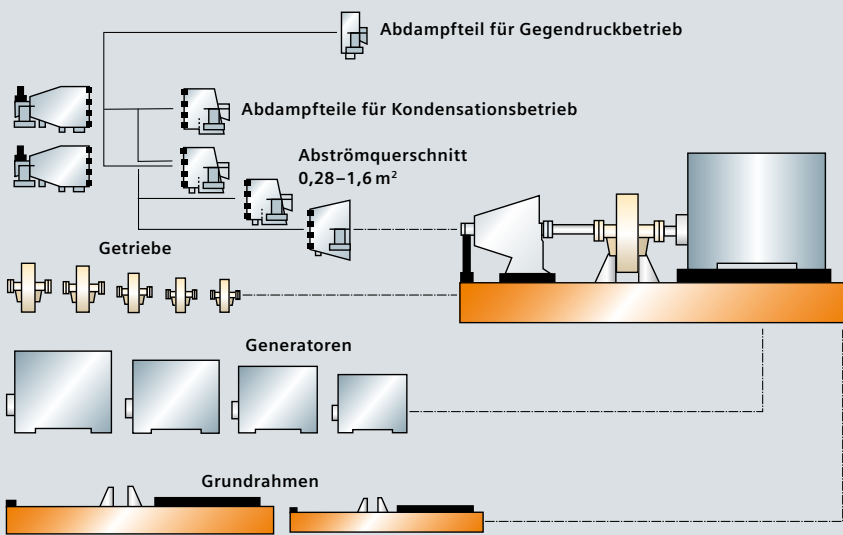 Abdampfteil für Gegendruckbetrieb
Abdampfteile für Kondensationsbetrieb
Abströmquerschnitt
0,28–1,6 m²
Getriebe
Generatoren
Grundrahmen